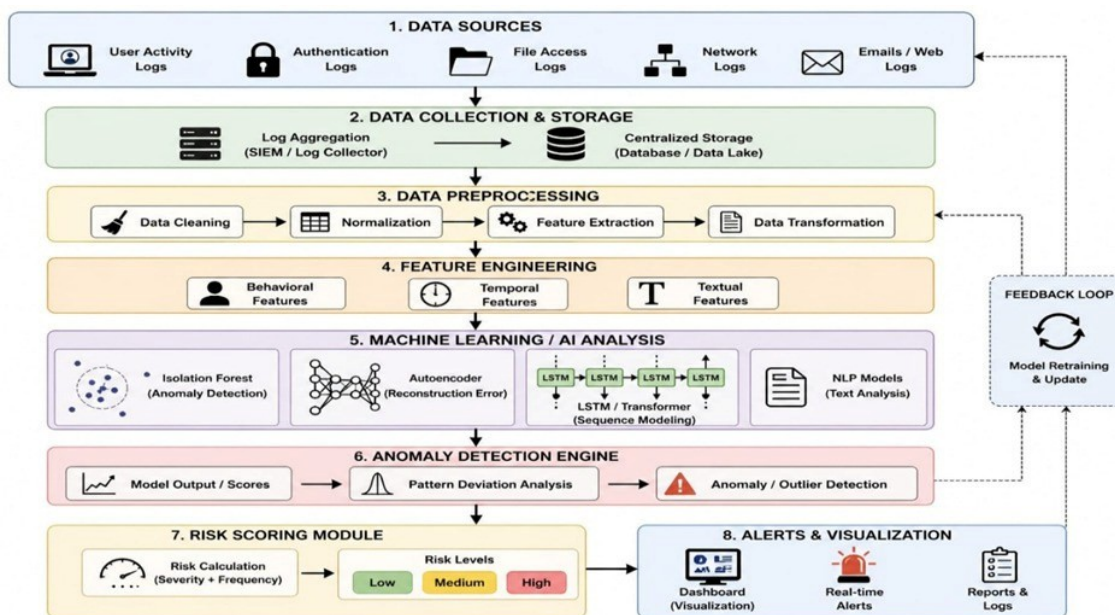 1. DATA SOURCES
User Activity
Logs
Authentication
Logs
File Access
Logs
Network
Logs
Emails / Web
Logs
2. DATA COLLECTION & STORAGE
Log Aggregation
(SIEM / Log Collector)
Centralized Storage
(Database / Data Lake)
3. DATA PREPROCESSING
Data Cleaning
Normalization
Feature Extraction
Data Transformation
4. FEATURE ENGINEERING
Behavioral
Features
Temporal
Features
T
Textual
Features
FEEDBACK LOOP
Model Retraining
& Update
5. MACHINE LEARNING / AI ANALYSIS
Isolation Forest
(Anomaly Detection)
Autoencoder
(Reconstruction Error)
LSTM
LSTM
LSTM
LSTM
LSTM / Transformer
(Sequence Modeling)
NLP Models
(Text Analysis)
6. ANOMALY DETECTION ENGINE
Model Output / Scores
Pattern Deviation Analysis
Anomaly / Outlier Detection
7. RISK SCORING MODULE
Risk Calculation
(Severity + Frequency)
Risk Levels
Low
Medium
High
8. ALERTS & VISUALIZATION
Dashboard
(Visualization)
Real-time
Alerts
Reports &
Logs